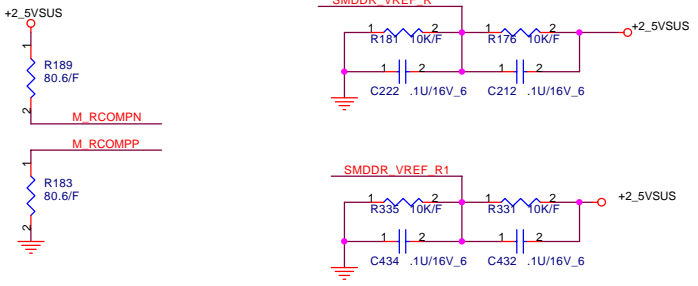 +2_5VSUS
1
R189
80.6/F
2
M_RCOMPN
M_RCOMPP
1
R183
80.6/F
2
SMDDR_VREF_R
1 2 1 2
R181 10K/F R176 10K/F
+2_5VSUS
1 2 1 2
C222 .1U/16V_6 C212 .1U/16V_6
SMDDR_VREF_R1
1 2 1 2
R335 10K/F R331 10K/F
+2_5VSUS
1 2 1 2
C434 .1U/16V_6 C432 .1U/16V_6